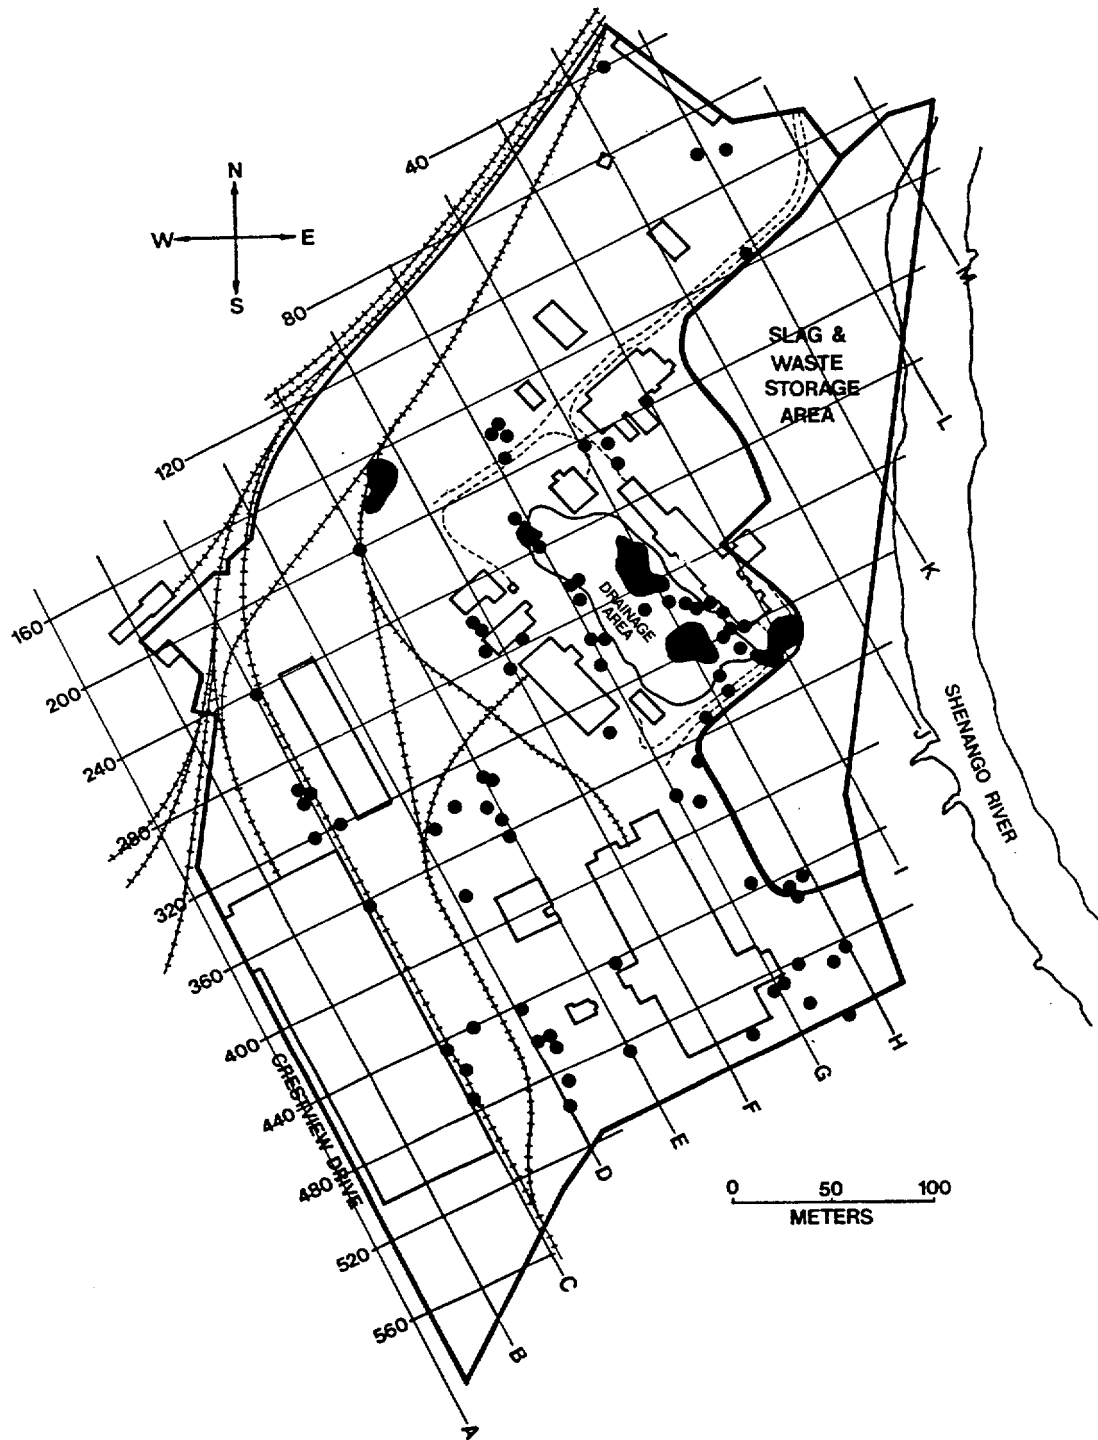 N
W E
S
40
80
120
160
200
240
280
320
360
400
440
480
520
560
SLAG &
WASTE
STORAGE
AREA
DRAINAGE
AREA
SHENANGO RIVER
CRESTVIEW DRIVE
M
L
K
J
I
H
G
F
E
D
C
B
A
0 50 100
METERS